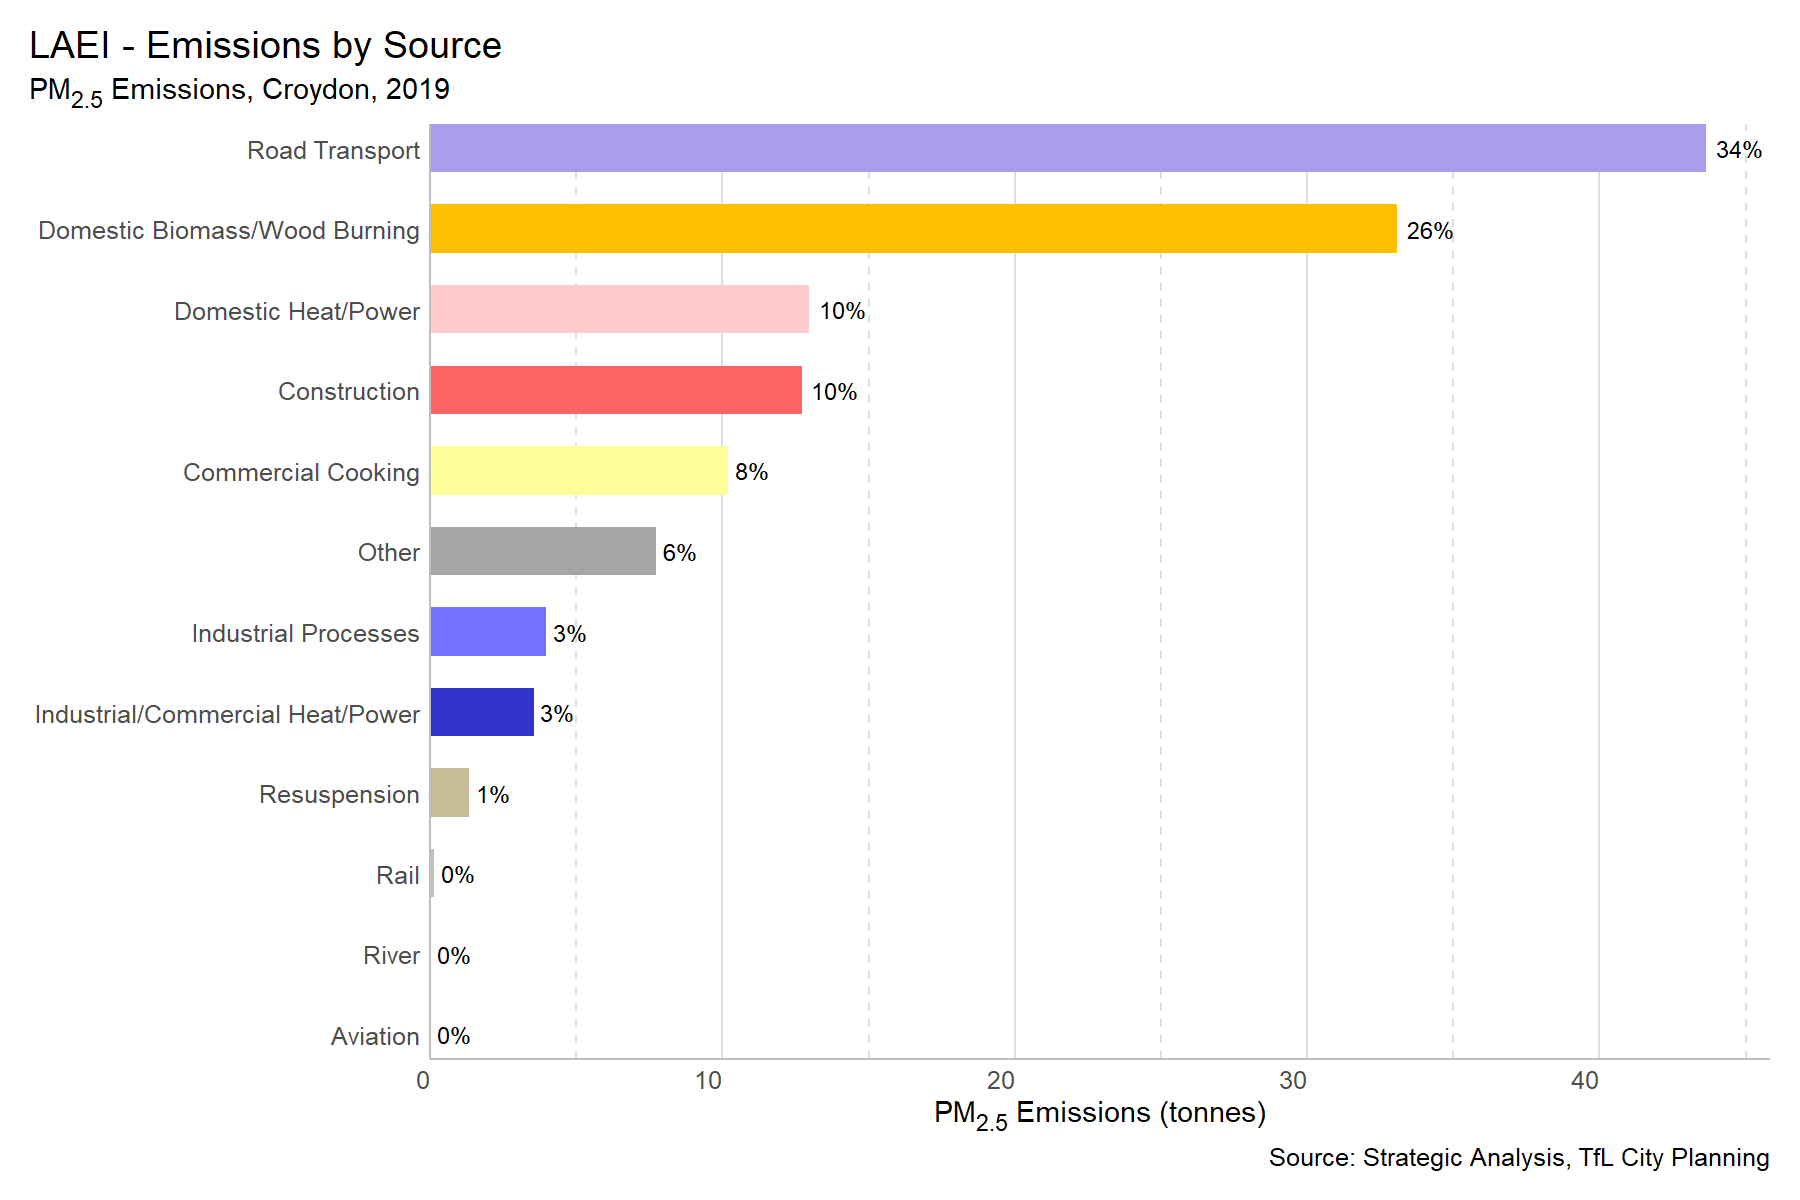 LAEI - Emissions by Source
PM2.5 Emissions, Croydon, 2019
Road Transport 34%
Domestic Biomass/Wood Burning 26%
Domestic Heat/Power 10%
Construction 10%
Commercial Cooking 8%
Other 6%
Industrial Processes 3%
Industrial/Commercial Heat/Power 3%
Resuspension 1%
Rail 0%
River 0%
Aviation 0%
0 10 20 30 40
PM2.5 Emissions (tonnes)
Source: Strategic Analysis, TfL City Planning